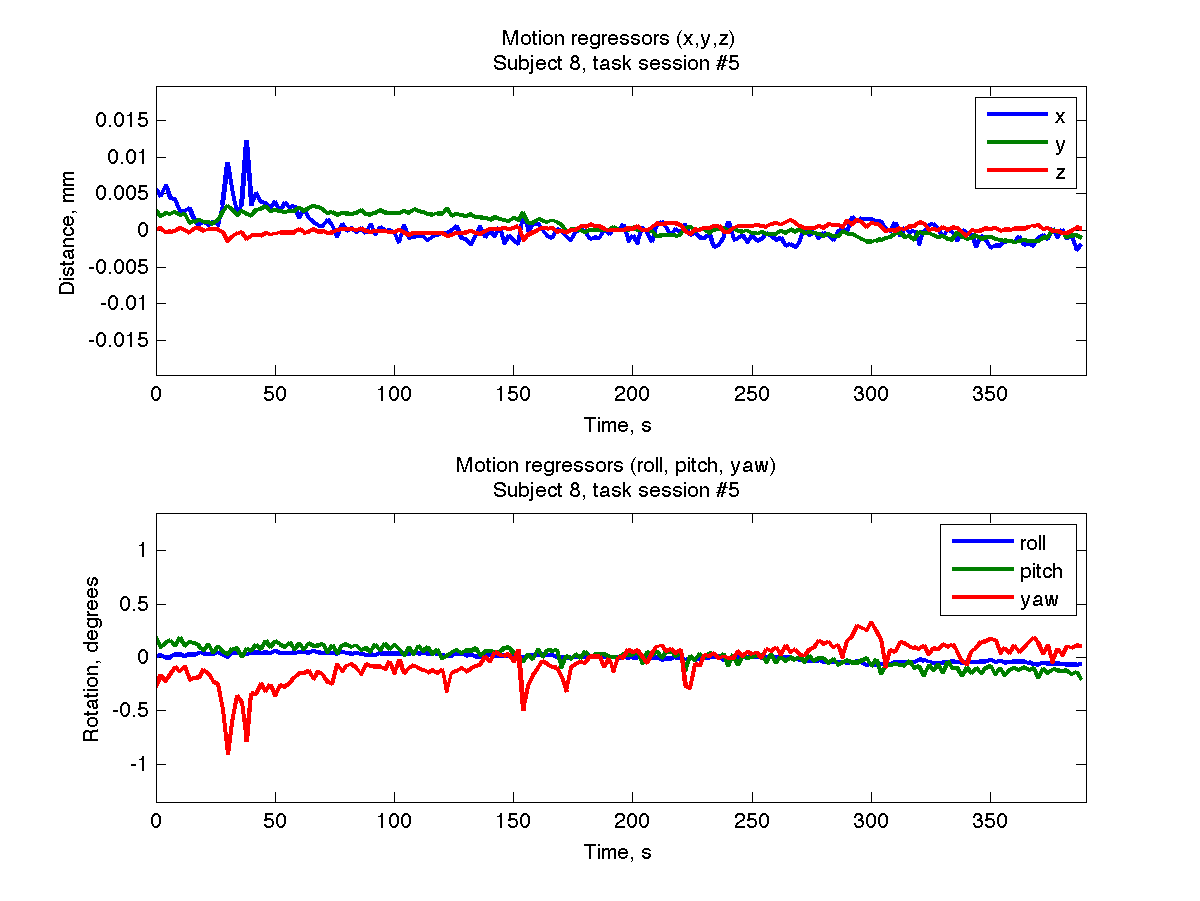 Motion regressors (x,y,z)
Subject 8, task session #5
0.015
0.01
0.005
0
-0.005
-0.01
-0.015
Distance, mm
x
y
z
0 50 100 150 200 250 300 350
Time, s
Motion regressors (roll, pitch, yaw)
Subject 8, task session #5
1
0.5
0
-0.5
-1
Rotation, degrees
roll
pitch
yaw
0 50 100 150 200 250 300 350
Time, s